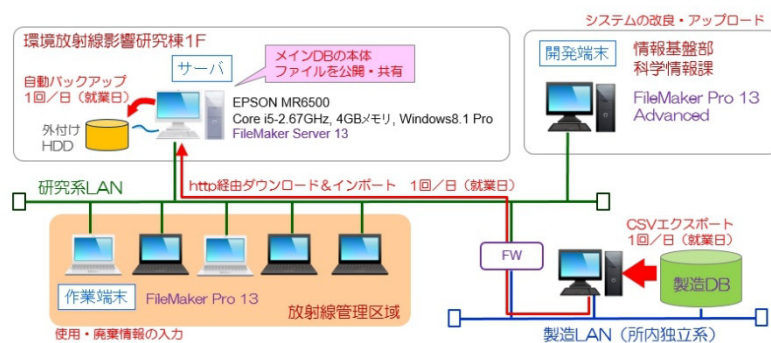 システムの改良・アップロード
環境放射線影響研究棟1F
サーバ
メインDBの本体
ファイルを公開・共有
自動バックアップ
1回／日（就業日）
外付け
HDD
EPSON MR6500
Core i5-2.67GHz, 4GBメモリ, Windows8.1 Pro
FileMaker Server 13
開発端末
情報基盤部
科学情報課
FileMaker Pro 13
Advanced
研究系LAN
http経由ダウンロード＆インポート　1回／日（就業日）
CSVエクスポート
1回／日（就業日）
FW
製造DB
作業端末
FileMaker Pro 13
放射線管理区域
使用・廃棄情報の入力
製造LAN（所内独立系）